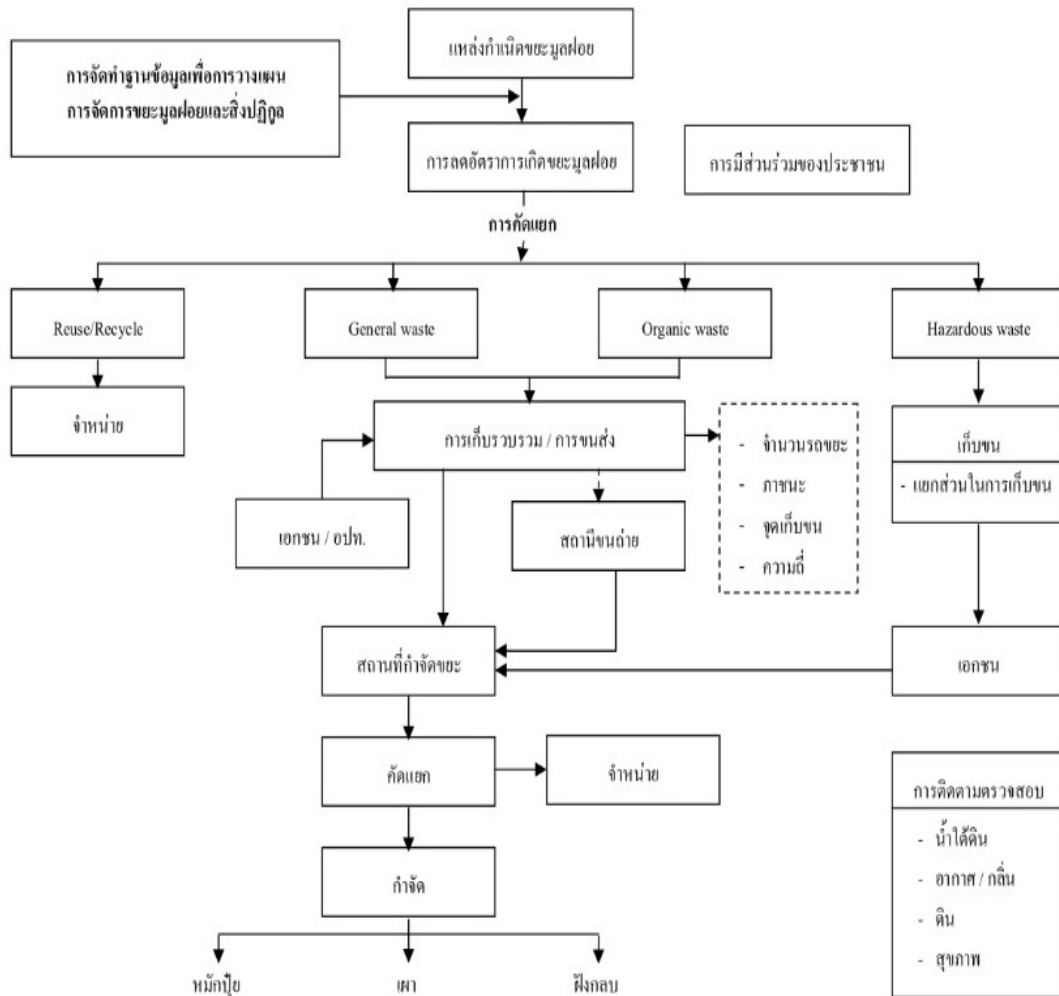 แหล่งกำเนิดขยะมูลฝอย
การจัดทำฐานข้อมูลเพื่อการวางแผน
การจัดการขยะมูลฝอยและสิ่งปฏิกูล
การลดอัตราการเกิดขยะมูลฝอย
การมีส่วนร่วมของประชาชน
การคัดแยก
Reuse/Recycle
General waste
Organic waste
Hazardous waste
จำหน่าย
การเก็บรวบรวม / การขนส่ง
- จำนวนรถขยะ
- ภาชนะ
- จุดเก็บขน
- ความถี่
เก็บขน
- แยกส่วนในการเก็บขน
เอกชน / อปท.
สถานีขนถ่าย
สถานที่กำจัดขยะ
เอกชน
คัดแยก
จำหน่าย
การติดตามตรวจสอบ
- น้ำใต้ดิน
- อากาศ / กลิ่น
- ดิน
- สุขภาพ
กำจัด
หมักปุ๋ย
เผา
ฝังกลบ